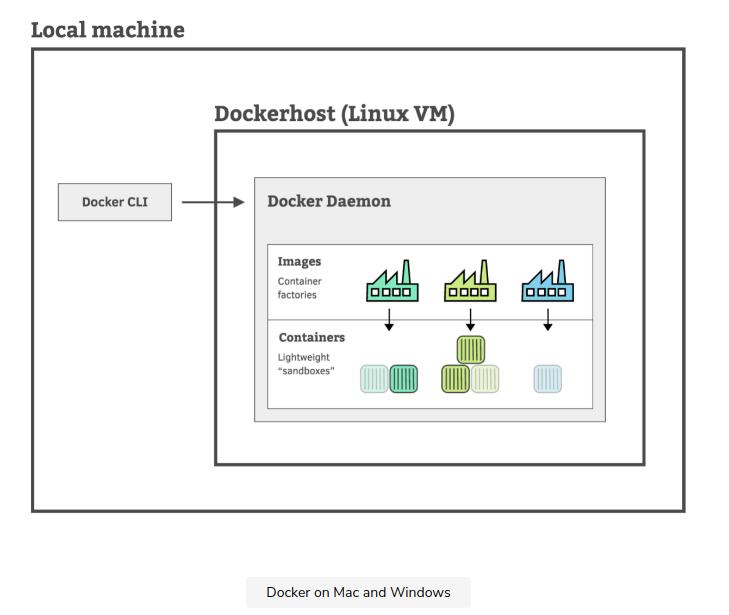 Local machine
Dockerhost (Linux VM)
Docker CLI
Docker Daemon
Images
Container
factories
Containers
Lightweight
“sandboxes”
Docker on Mac and Windows